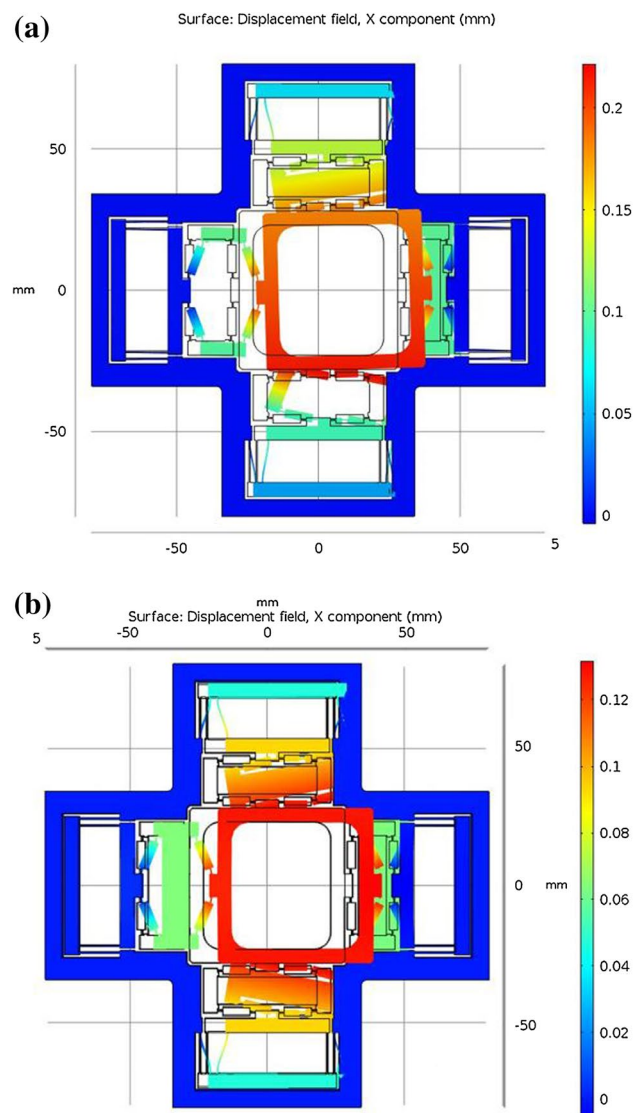 (a)
Surface: Displacement field, X component (mm)
50
0
-50
mm
-50 0 50 5
0.2
0.15
0.1
0.05
0
(b)
mm
Surface: Displacement field, X component (mm)
5 -50 0 50
50
0 mm
-50
0.12
0.1
0.08
0.06
0.04
0.02
0